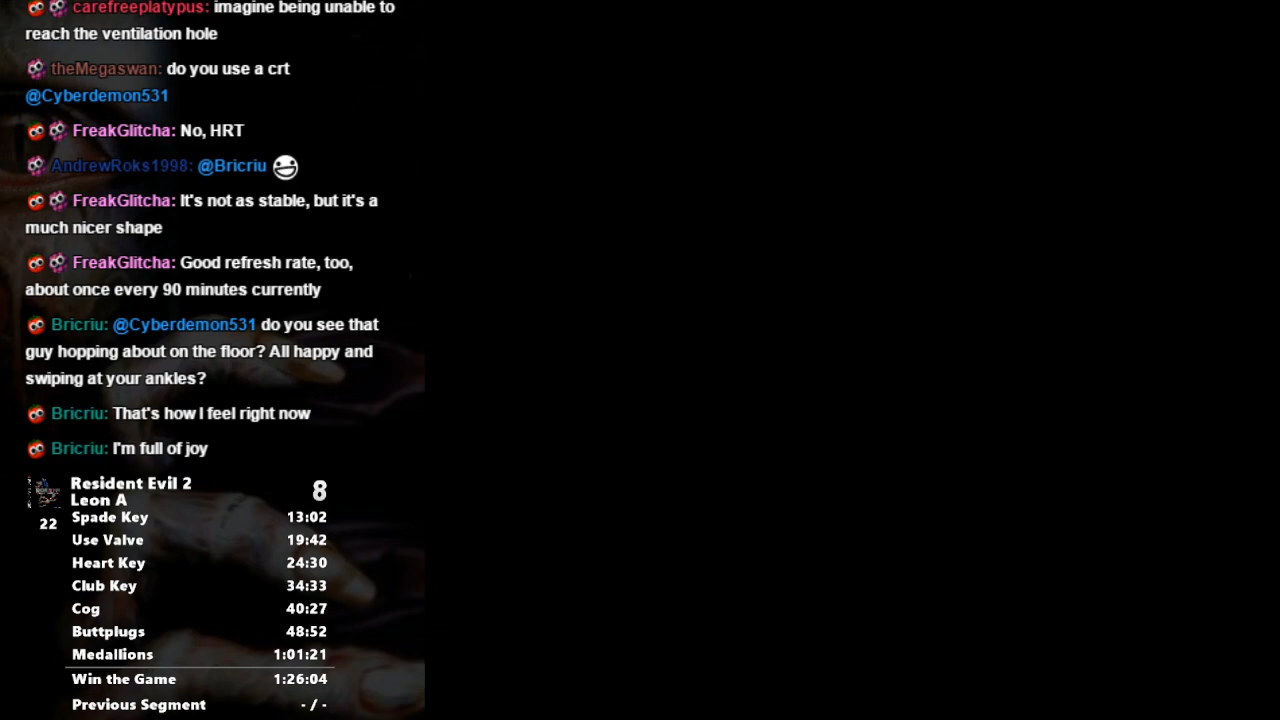 carefreeplatypus: imagine being unable to
reach the ventilation hole
theMegaswan: do you use a crt
@Cyberdemon531
FreakGlitcha: No, HRT
AndrewRoks1998: @Bricriu
FreakGlitcha: It's not as stable, but it's a
much nicer shape
FreakGlitcha: Good refresh rate, too,
about once every 90 minutes currently
Bricriu: @Cyberdemon531 do you see that
guy hopping about on the floor? All happy and
swiping at your ankles?
Bricriu: That's how I feel right now
Bricriu: I'm full of joy
Resident Evil 2
Leon A 8
22
Spade Key 13:02
Use Valve 19:42
Heart Key 24:30
Club Key 34:33
Cog 40:27
Buttplugs 48:52
Medallions 1:01:21
Win the Game 1:26:04
Previous Segment - / -